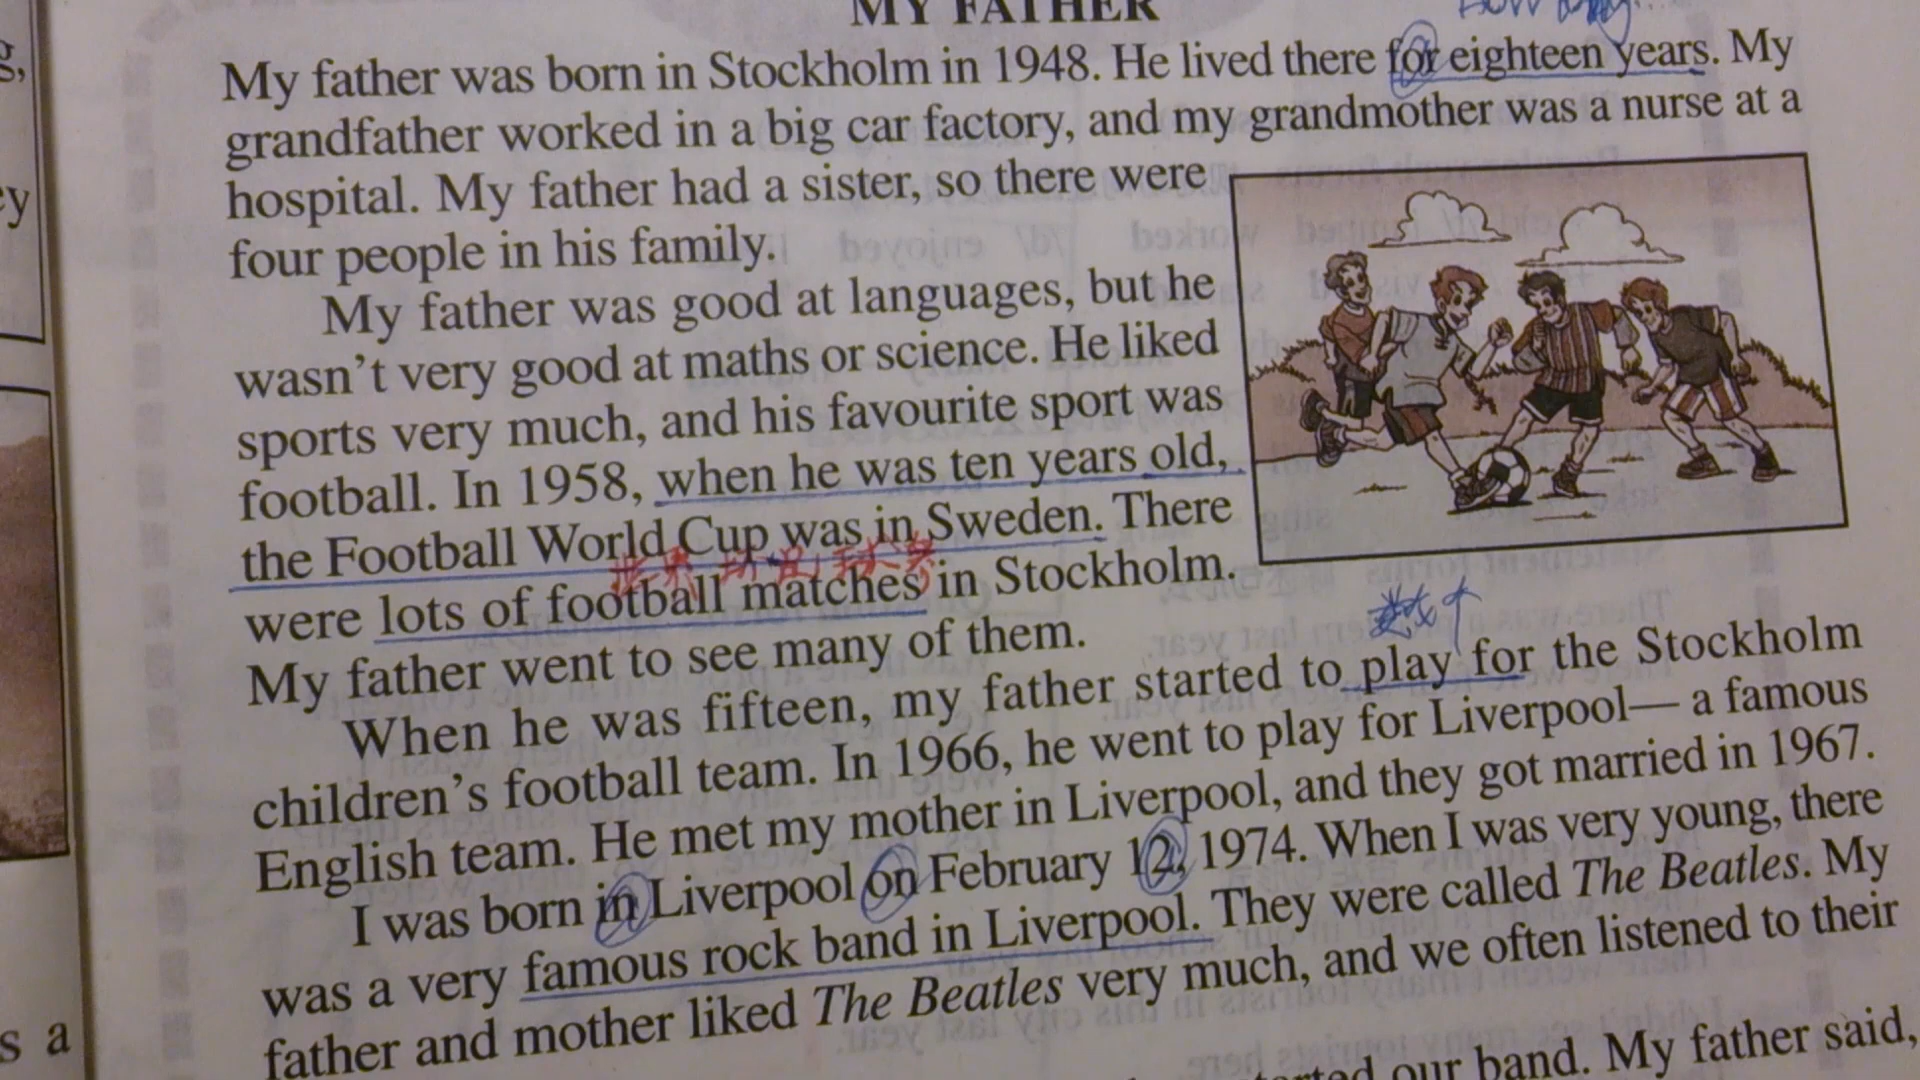 MY FATHER
My father was born in Stockholm in 1948. He lived there for eighteen years. My
grandfather worked in a big car factory, and my grandmother was a nurse at a
hospital. My father had a sister, so there were
four people in his family.
My father was good at languages, but he
wasn't very good at maths or science. He liked
sports very much, and his favourite sport was
football. In 1958, when he was ten years old,
the Football World Cup was in Sweden. There
were lots of football matches in Stockholm.
My father went to see many of them.
When he was fifteen, my father started to play for the Stockholm
children's football team. In 1966, he went to play for Liverpool— a famous
English team. He met my mother in Liverpool, and they got married in 1967.
I was born in Liverpool on February 12, 1974. When I was very young, there
was a very famous rock band in Liverpool. They were called The Beatles. My
father and mother liked The Beatles very much, and we often listened to their
our band. My father said,
s a